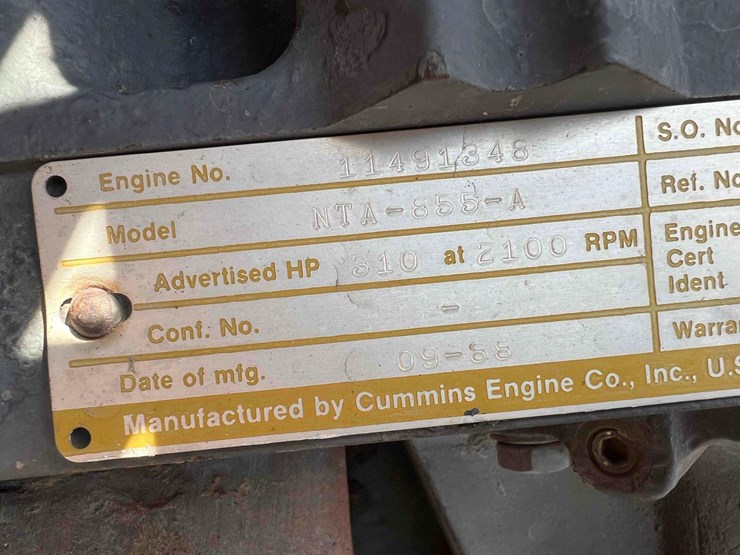 Engine No. 11491348 S.O. No
Model NTA-855-A Ref. No
Advertised HP 310 at 2100 RPM Engine
Cert
Ident
Conf. No. -
Date of mfg. 09-88 Warra
Manufactured by Cummins Engine Co., Inc., U.S